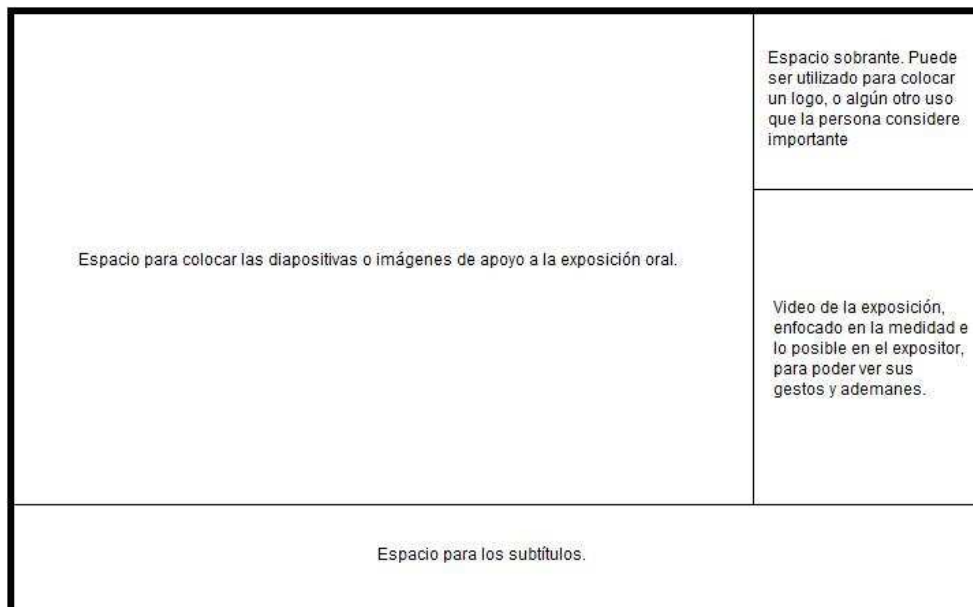 Espacio sobrante. Puede
ser utilizado para colocar
un logo, o algún otro uso
que la persona considere
importante
Espacio para colocar las diapositivas o imágenes de apoyo a la exposición oral.
Video de la exposición,
enfocado en la medidad e
lo posible en el expositor,
para poder ver sus
gestos y ademanes.
Espacio para los subtítulos.